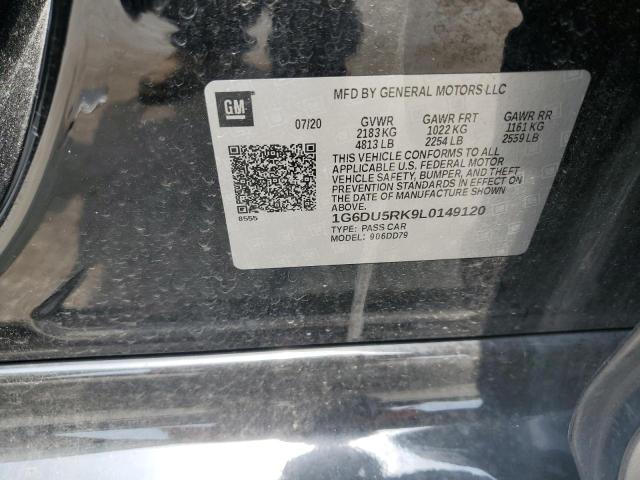 GM
MFD BY GENERAL MOTORS LLC
07/20 GVWR GAWR FRT GAWR RR
2183 KG 1022 KG 1161 KG
4813 LB 2254 LB 2559 LB
THIS VEHICLE CONFORMS TO ALL
APPLICABLE U.S. FEDERAL MOTOR
VEHICLE SAFETY, BUMPER, AND THEFT
PREVENTION STANDARDS IN EFFECT
ON THE DATE OF MANUFACTURE SHOWN
ABOVE.
8555 1G6DU5RK9L0149120
TYPE: PASS CAR
MODEL: 906DD79